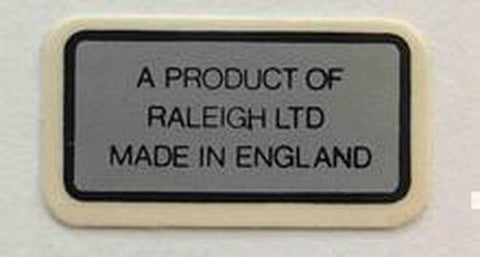 A PRODUCT OF
RALEIGH LTD
MADE IN ENGLAND